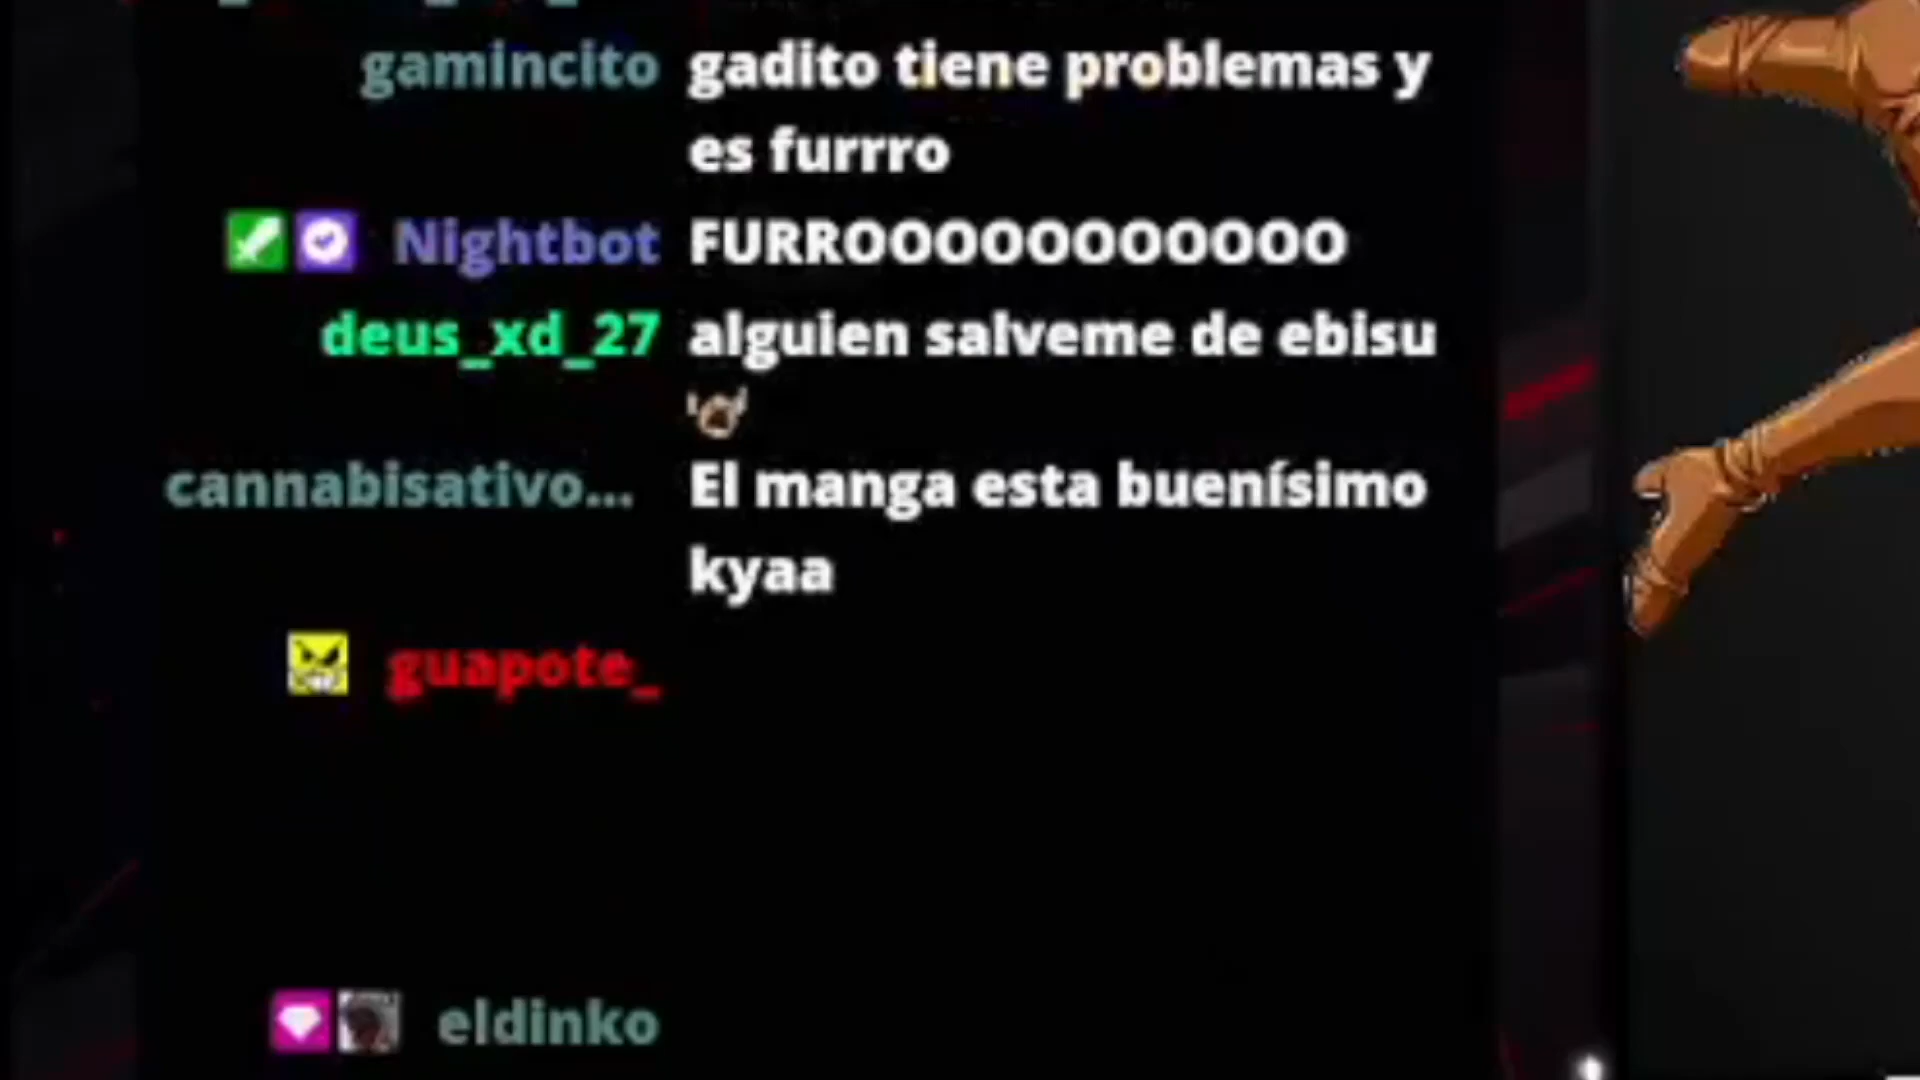 gamincito gadito tiene problemas y
es furrro
Nightbot FURROOOOOOOOOOOO
deus_xd_27 alguien salveme de ebisu
cannabisativo... El manga esta buenísimo
kyaa
guapote_
eldinko